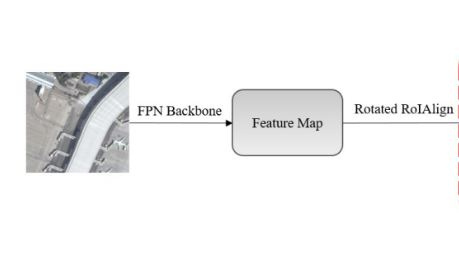 FPN Backbone
Feature Map
Rotated RoIAlign